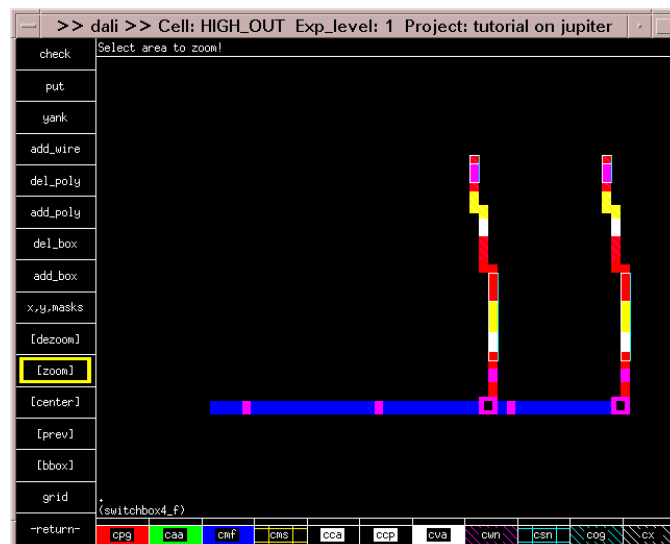 >> dali >> Cell: HIGH_OUT Exp_level: 1 Project: tutorial on jupiter
Select area to zoom!
check
put
yank
add_wire
del_poly
add_poly
del_box
add_box
x,y,masks
[dezoom]
[zoom]
[center]
[prev]
[bbox]
grid
-return-
(switchbox4_f)
cpg caa cmf cms cca ccp cva cwn csn cog cx